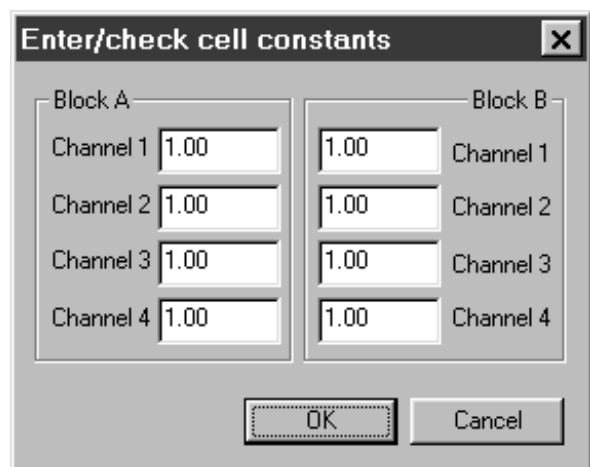 Enter/check cell constants
Block A Block B
Channel 1 1.00 1.00 Channel 1
Channel 2 1.00 1.00 Channel 2
Channel 3 1.00 1.00 Channel 3
Channel 4 1.00 1.00 Channel 4
OK Cancel